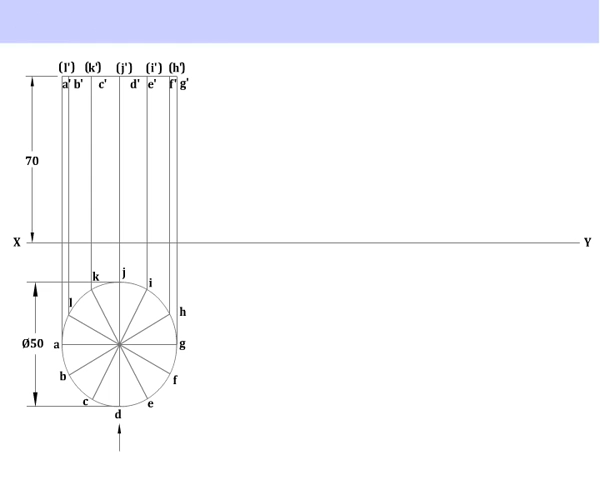 (l') (k') (j') (i') (h')
a' b' c' d' e' f' g'
70
X Y
k j i
l h
Ø50 a g
b f
c e
d